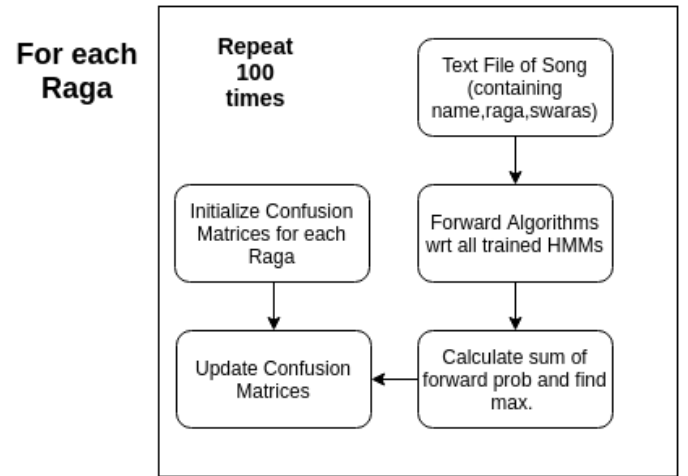 For each
Raga
Repeat
100
times
Text File of Song
(containing
name,raga,swaras)
Initialize Confusion
Matrices for each
Raga
Forward Algorithms
wrt all trained HMMs
Update Confusion
Matrices
Calculate sum of
forward prob and find
max.